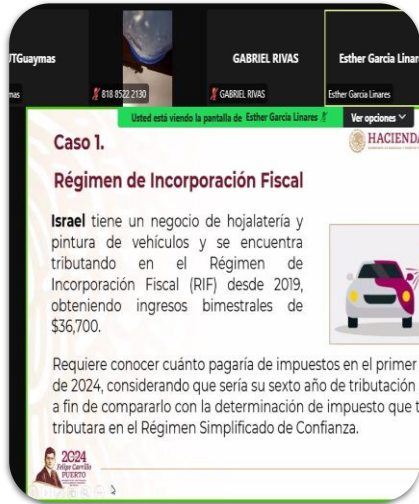 TGuaymas
GABRIEL RIVAS
Esther Garcia Linare
mas
818 8522 2130
GABRIEL RIVAS
Esther Garcia Linares
Usted está viendo la pantalla de Esther Garcia Linares
Ver opciones
Caso 1.
HACIENDA
Régimen de Incorporación Fiscal
Israel tiene un negocio de hojalatería y
pintura de vehículos y se encuentra
tributando en el Régimen de
Incorporación Fiscal (RIF) desde 2019,
obteniendo ingresos bimestrales de
$36,700.
Requiere conocer cuánto pagaría de impuestos en el primer
de 2024, considerando que sería su sexto año de tributación
a fin de compararlo con la determinación de impuesto que t
tributara en el Régimen Simplificado de Confianza.
2024
Felipe Carrillo
PUERTO